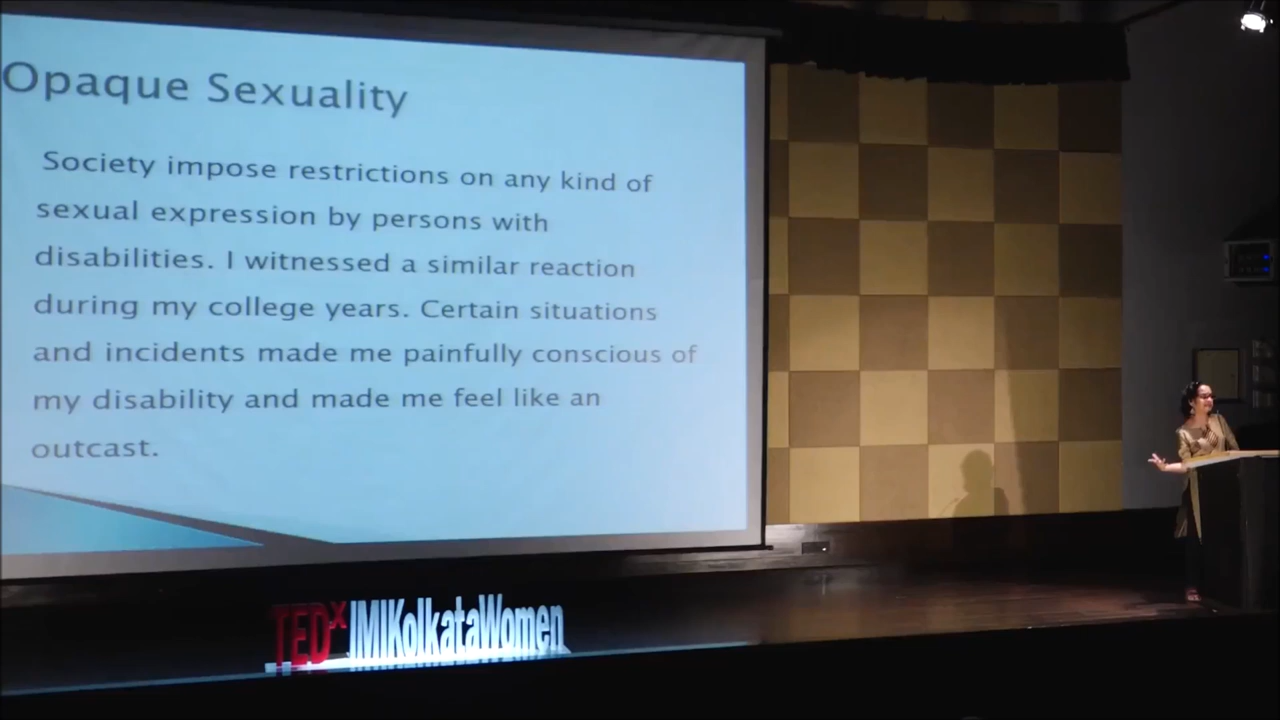 Opaque Sexuality
Society impose restrictions on any kind of
sexual expression by persons with
disabilities. I witnessed a similar reaction
during my college years. Certain situations
and incidents made me painfully conscious of
my disability and made me feel like an
outcast.
TEDxIMIKolkataWomen